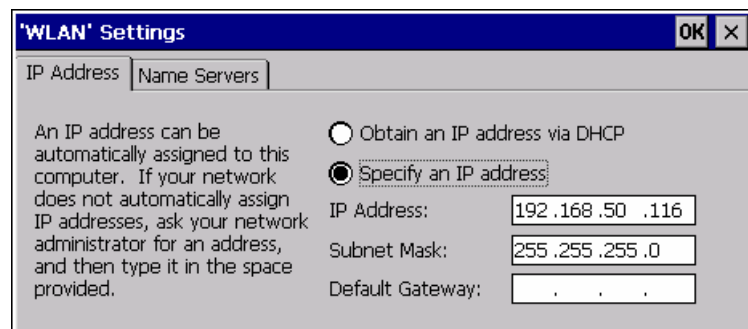 'WLAN' Settings OK ×
IP Address Name Servers
An IP address can be
automatically assigned to this
computer. If your network
does not automatically assign
IP addresses, ask your network
administrator for an address,
and then type it in the space
provided.
Obtain an IP address via DHCP
Specify an IP address
IP Address: 192 .168 .50 .116
Subnet Mask: 255 .255 .255 .0
Default Gateway: . . .